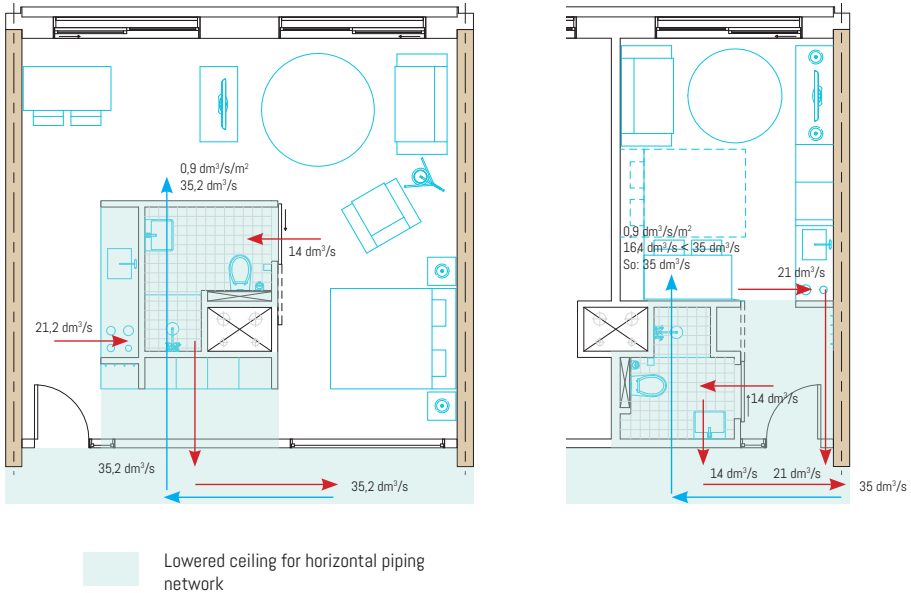 0,9 dm³/s/m²
35,2 dm³/s
14 dm³/s
21,2 dm³/s
35,2 dm³/s
35,2 dm³/s
0,9 dm³/s/m²
16,4 dm³/s < 35 dm³/s
So: 35 dm³/s
21 dm³/s
14 dm³/s
14 dm³/s
21 dm³/s
35 dm³/s
Lowered ceiling for horizontal piping
network